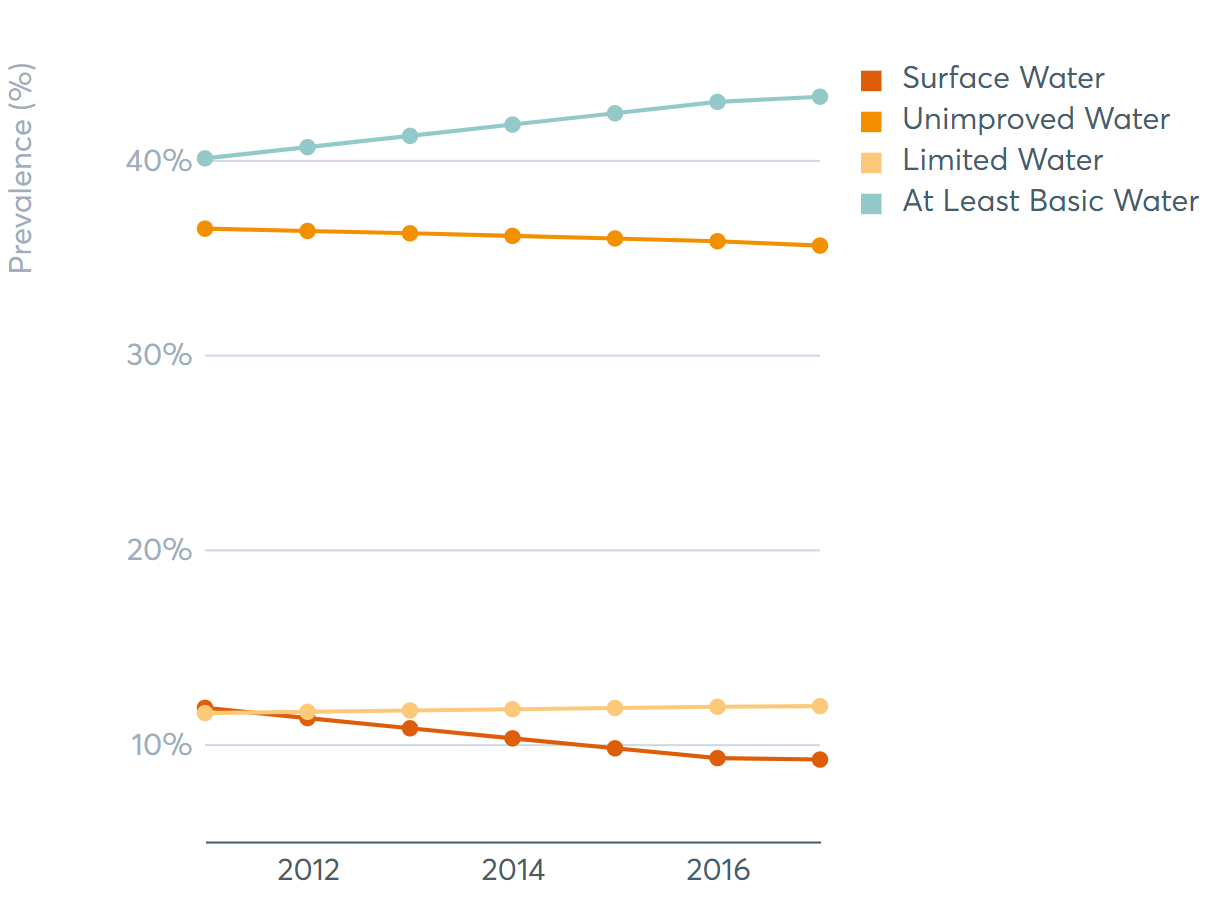 Prevalence (%)
40%
30%
20%
10%
2012
2014
2016
Surface Water
Unimproved Water
Limited Water
At Least Basic Water